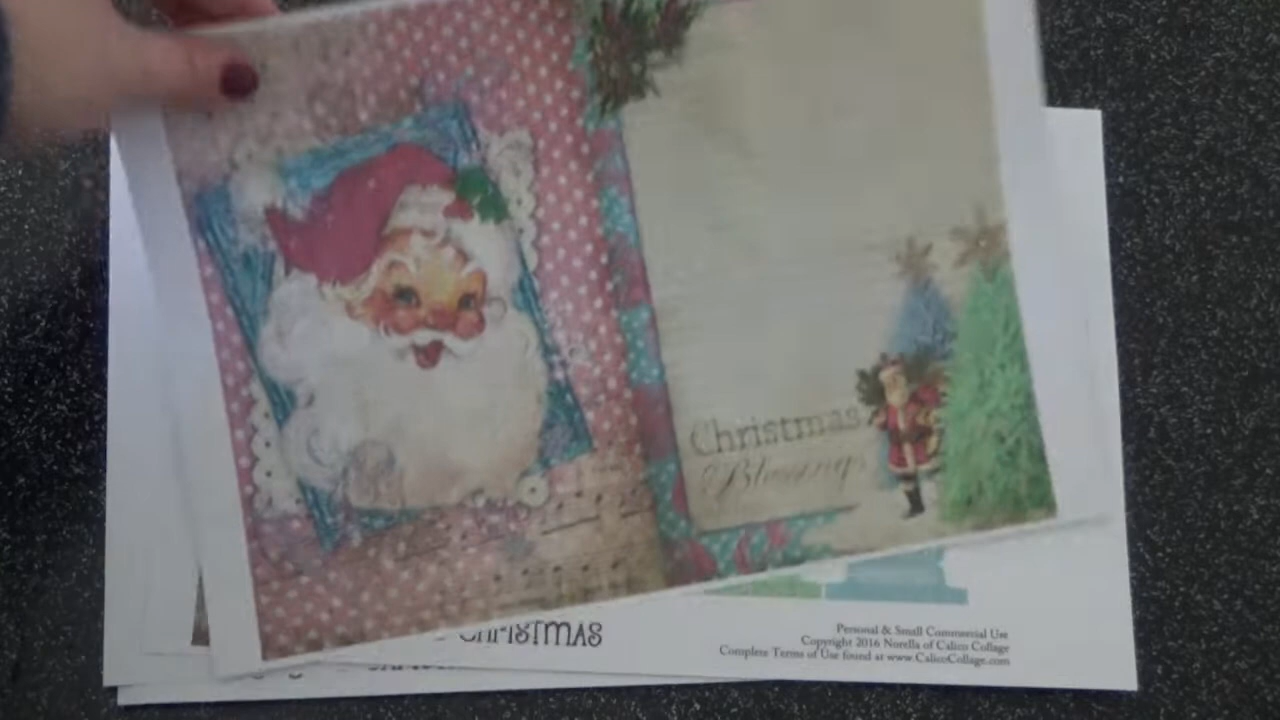 Christmas
Blessings
CHRISTMAS
Personal & Small Commercial Use
Copyright 2016 Norella of Calico Collage
Complete Terms of Use found at www.CalicoCollage.com